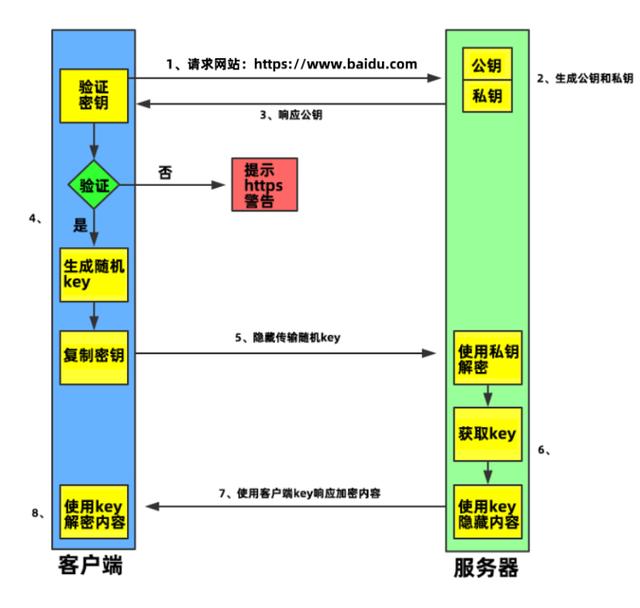 1、请求网站：https://www.baidu.com
公钥
私钥
2、生成公钥和私钥
验证
密钥
3、响应公钥
验证
否
提示
https
警告
4、
是
生成随机
key
5、隐藏传输随机key
复制密钥
使用私钥
解密
获取key
6、
7、使用客户端key响应加密内容
8、
使用key
解密内容
使用key
隐藏内容
客户端
服务器